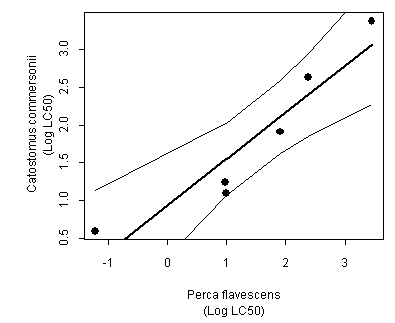 Catostomus commersonii
(Log LC50)
3.0
2.5
2.0
1.5
1.0
0.5
-1 0 1 2 3
Perca flavescens
(Log LC50)